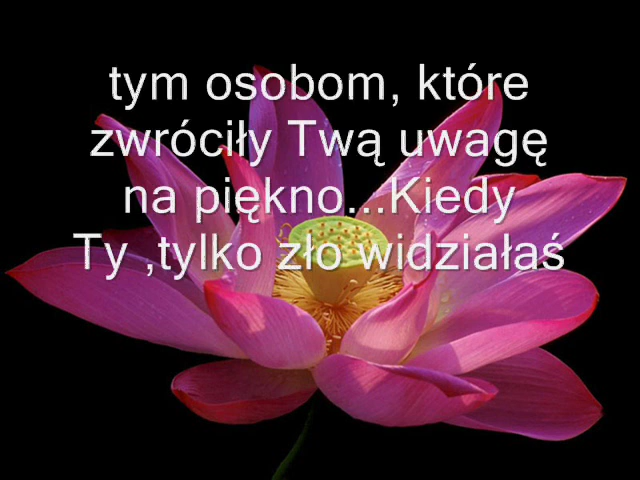 tym osobom, które
zwróciły Twą uwagę
na piękno...Kiedy
Ty ,tylko zło widziałaś